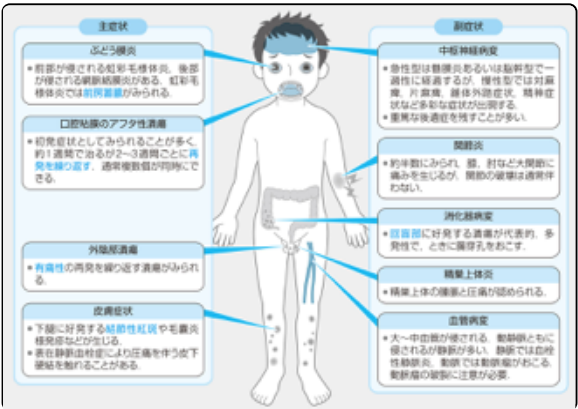 主症状
ぶどう膜炎
• 前部が侵される虹彩毛様体炎、後部
が侵される網脈絡膜炎がある。虹彩毛
様体炎では前房蓄膿がみられる。
口腔粘膜のアフタ性潰瘍
• 初発症状としてみられることが多く、
約1週間で治るが2〜3週間ごとに再
発を繰り返す。通常複数個が同時にで
きる。
外陰部潰瘍
• 有痛性の再発を繰り返す潰瘍がみられ
る。
皮膚症状
• 下腿に好発する結節性紅斑や毛嚢炎
様発疹などが生じる。
• 表在静脈血栓症により圧痛を伴う皮下
硬結を触れることがある。
副症状
中枢神経病変
• 急性型は髄膜炎あるいは脳幹型で一
過性に経過するが、慢性型では対麻
痺、片麻痺、錐体外路症状、精神症
状など多彩な症状が出現する。
• 重篤な後遺症を残すことが多い。
関節炎
• 約半数にみられ、膝、肘など大関節に
痛みを生じるが、関節の破壊は通常伴
わない。
消化器病変
• 回盲部に好発する潰瘍が代表的。多
発性で、ときに腸穿孔をおこす。
精巣上体炎
• 精巣上体の腫脹と圧痛が認められる。
血管病変
• 大〜中血管が侵される。動静脈ともに
侵されるが静脈が多い。静脈では血栓
性静脈炎、動脈では動脈瘤がおこる。
動脈瘤の破裂に注意が必要。